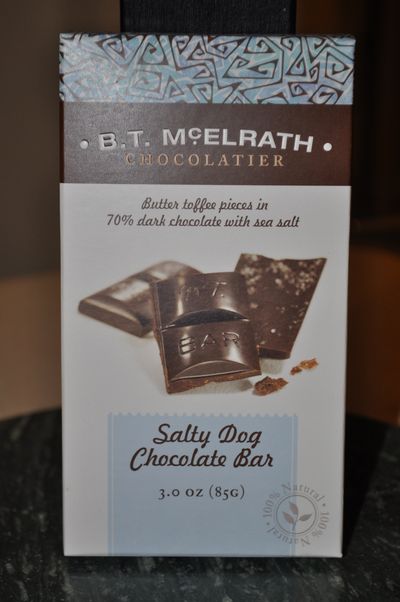 • B.T. McELRATH •
CHOCOLATIER
Butter toffee pieces in
70% dark chocolate with sea salt
B.T.
BAR
Salty Dog
Chocolate Bar
3.0 OZ (85G)
100% Natural • 100% Natural •